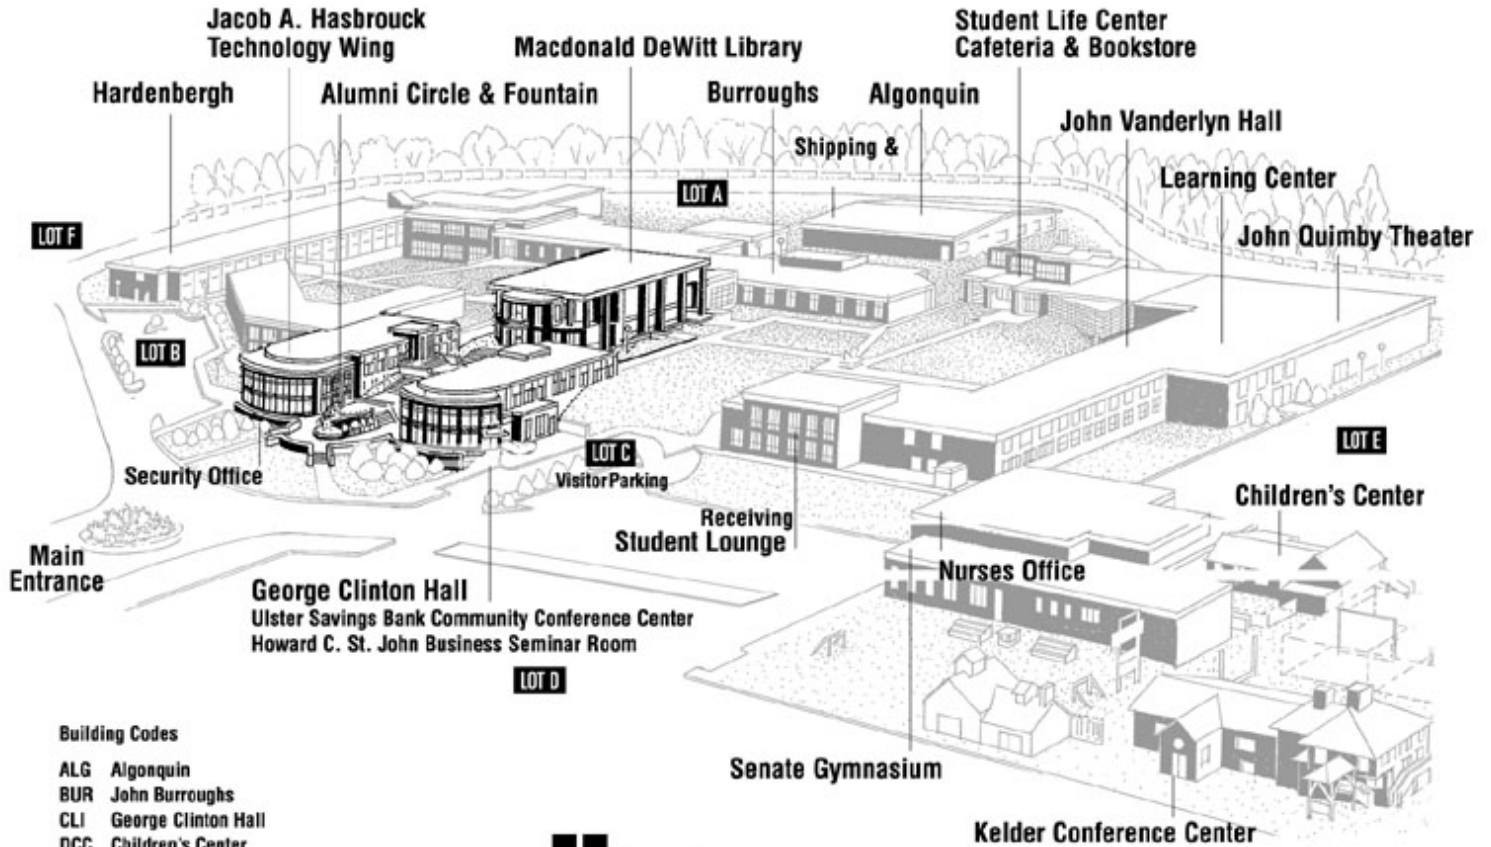 Jacob A. Hasbrouck
Technology Wing
Student Life Center
Cafeteria & Bookstore
Macdonald DeWitt Library
Hardenbergh
Alumni Circle & Fountain
Burroughs
Algonquin
John Vanderlyn Hall
Shipping &
Learning Center
LOT A
LOT F
John Quimby Theater
LOT B
LOT E
LOT C
Visitor Parking
Security Office
Children's Center
Receiving
Student Lounge
Main
Entrance
Nurses Office
George Clinton Hall
Ulster Savings Bank Community Conference Center
Howard C. St. John Business Seminar Room
LOT D
Building Codes
Senate Gymnasium
ALG Algonquin
BUR John Burroughs
CLI George Clinton Hall
DCC Children's Center
Kelder Conference Center